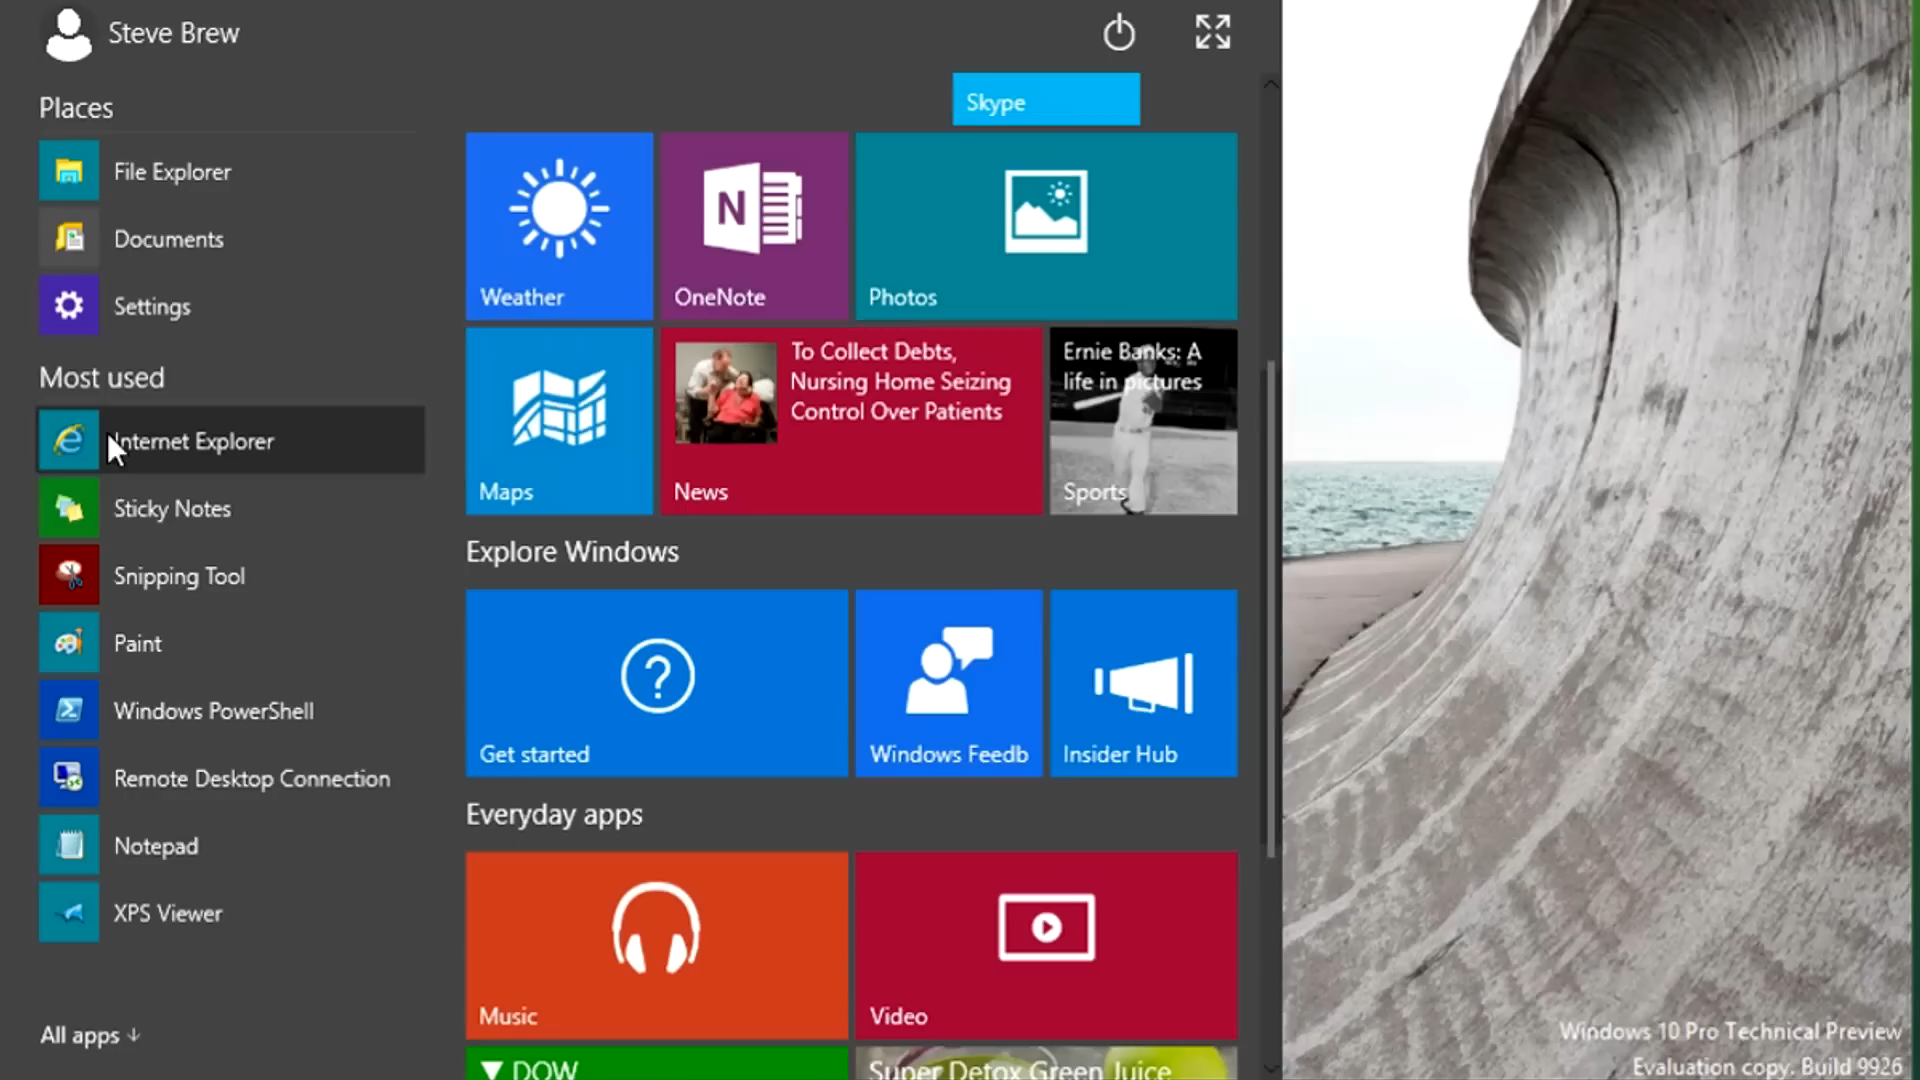 Steve Brew
Places
File Explorer
Documents
Settings
Most used
Internet Explorer
Sticky Notes
Snipping Tool
Paint
Windows PowerShell
Remote Desktop Connection
Notepad
XPS Viewer
All apps
Skype
Weather
N
OneNote
Photos
Maps
To Collect Debts,
Nursing Home Seizing
Control Over Patients
News
Ernie Banks: A
life in pictures
Sports
Explore Windows
?
Get started
Windows Feedb
Insider Hub
Everyday apps
Music
Video
▼ DOW
Super Detox Green Juice
Windows 10 Pro Technical Preview
Evaluation copy. Build 9926